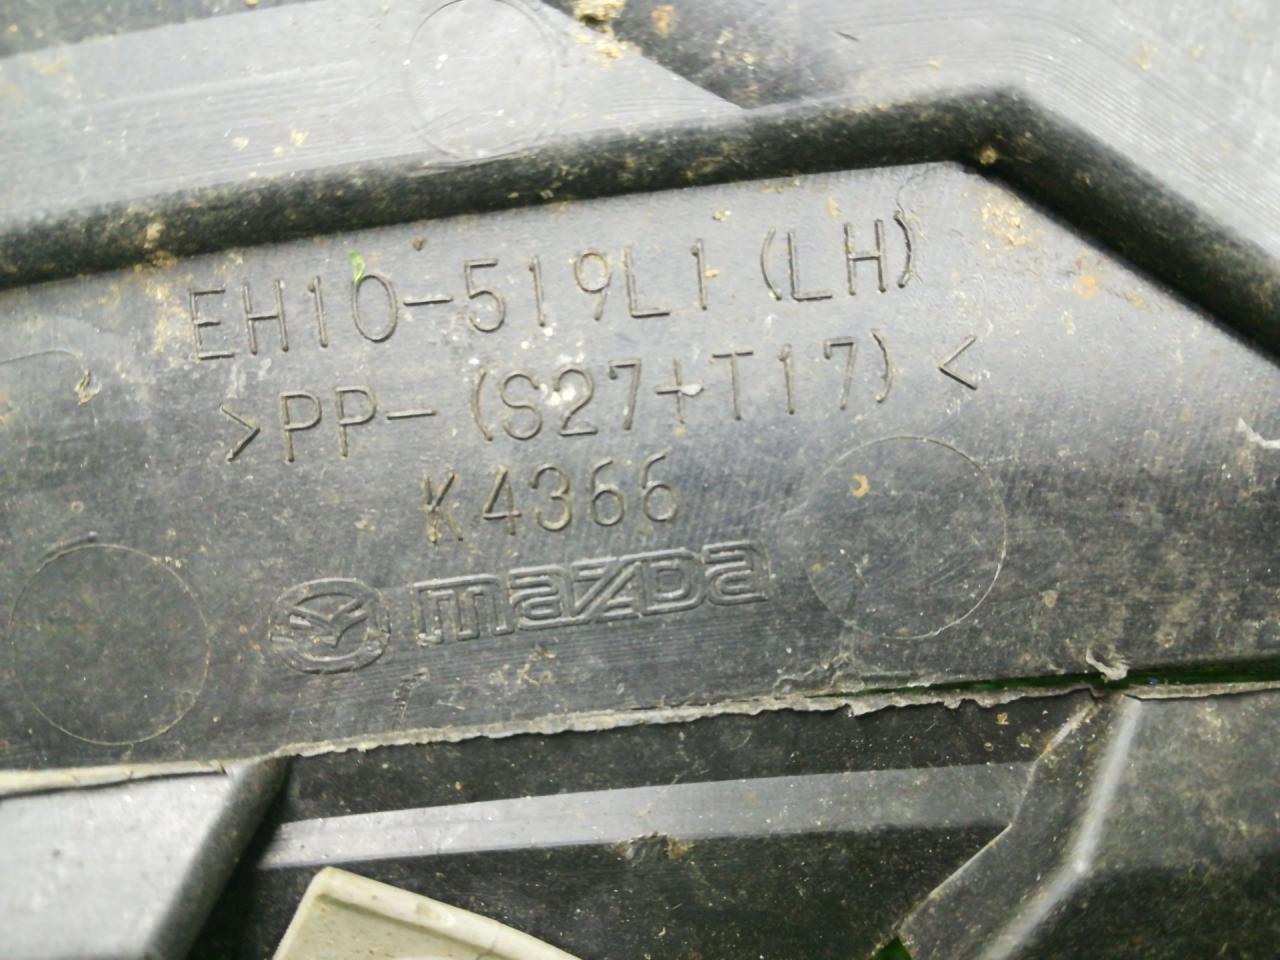 EH10-519L1 (LH)
>PP-(S27+T17)<
K4366
mazda